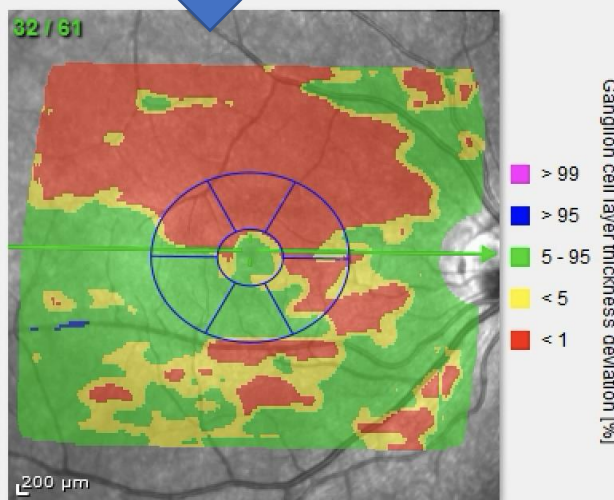 32 / 61
> 99
> 95
5 - 95
< 5
< 1
Ganglion cell layer thickness deviation [%]
200 µm